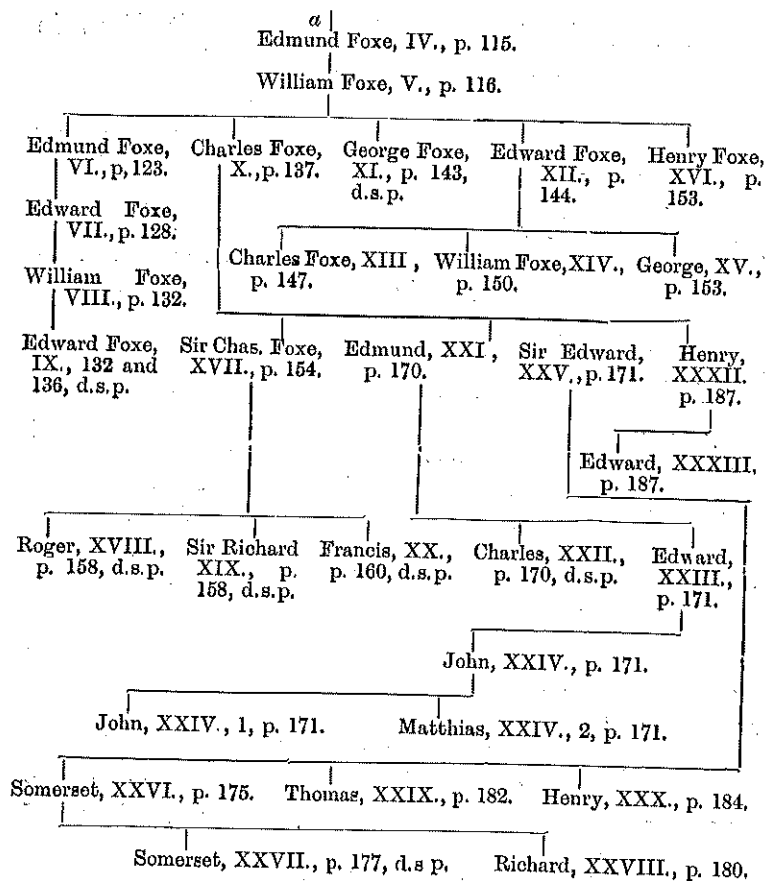 a
Edmund Foxe, IV., p. 115.
William Foxe, V., p. 116.
Edmund Foxe, VI., p, 123.
Charles Foxe, X., p. 137.
George Foxe, XI., p. 143, d.s.p.
Edward Foxe, XII., p. 144.
Henry Foxe, XVI., p. 153.
Edward Foxe, VII., p. 128.
Charles Foxe, XIII, p. 147.
William Foxe, XIV., p. 150.
George, XV., p. 153.
William Foxe, VIII., p. 132.
Edward Foxe, IX., 132 and 136, d.s.p.
Sir Chas. Foxe, XVII., p. 154.
Edmund, XXI, p. 170.
Sir Edward, XXV., p. 171.
Henry, XXXII. p. 187.
Edward, XXXIII, p. 187.
Roger, XVIII., p. 158, d.s.p.
Sir Richard XIX., p. 158, d.s.p.
Francis, XX., p. 160, d.s.p.
Charles, XXII., p. 170, d.s.p.
Edward, XXIII., p. 171.
John, XXIV., p. 171.
John, XXIV., 1, p. 171.
Matthias, XXIV., 2, p. 171.
Somerset, XXVI., p. 175.
Thomas, XXIX., p. 182.
Henry, XXX., p. 184.
Somerset, XXVII., p. 177, d.s p.
Richard, XXVIII., p. 180.